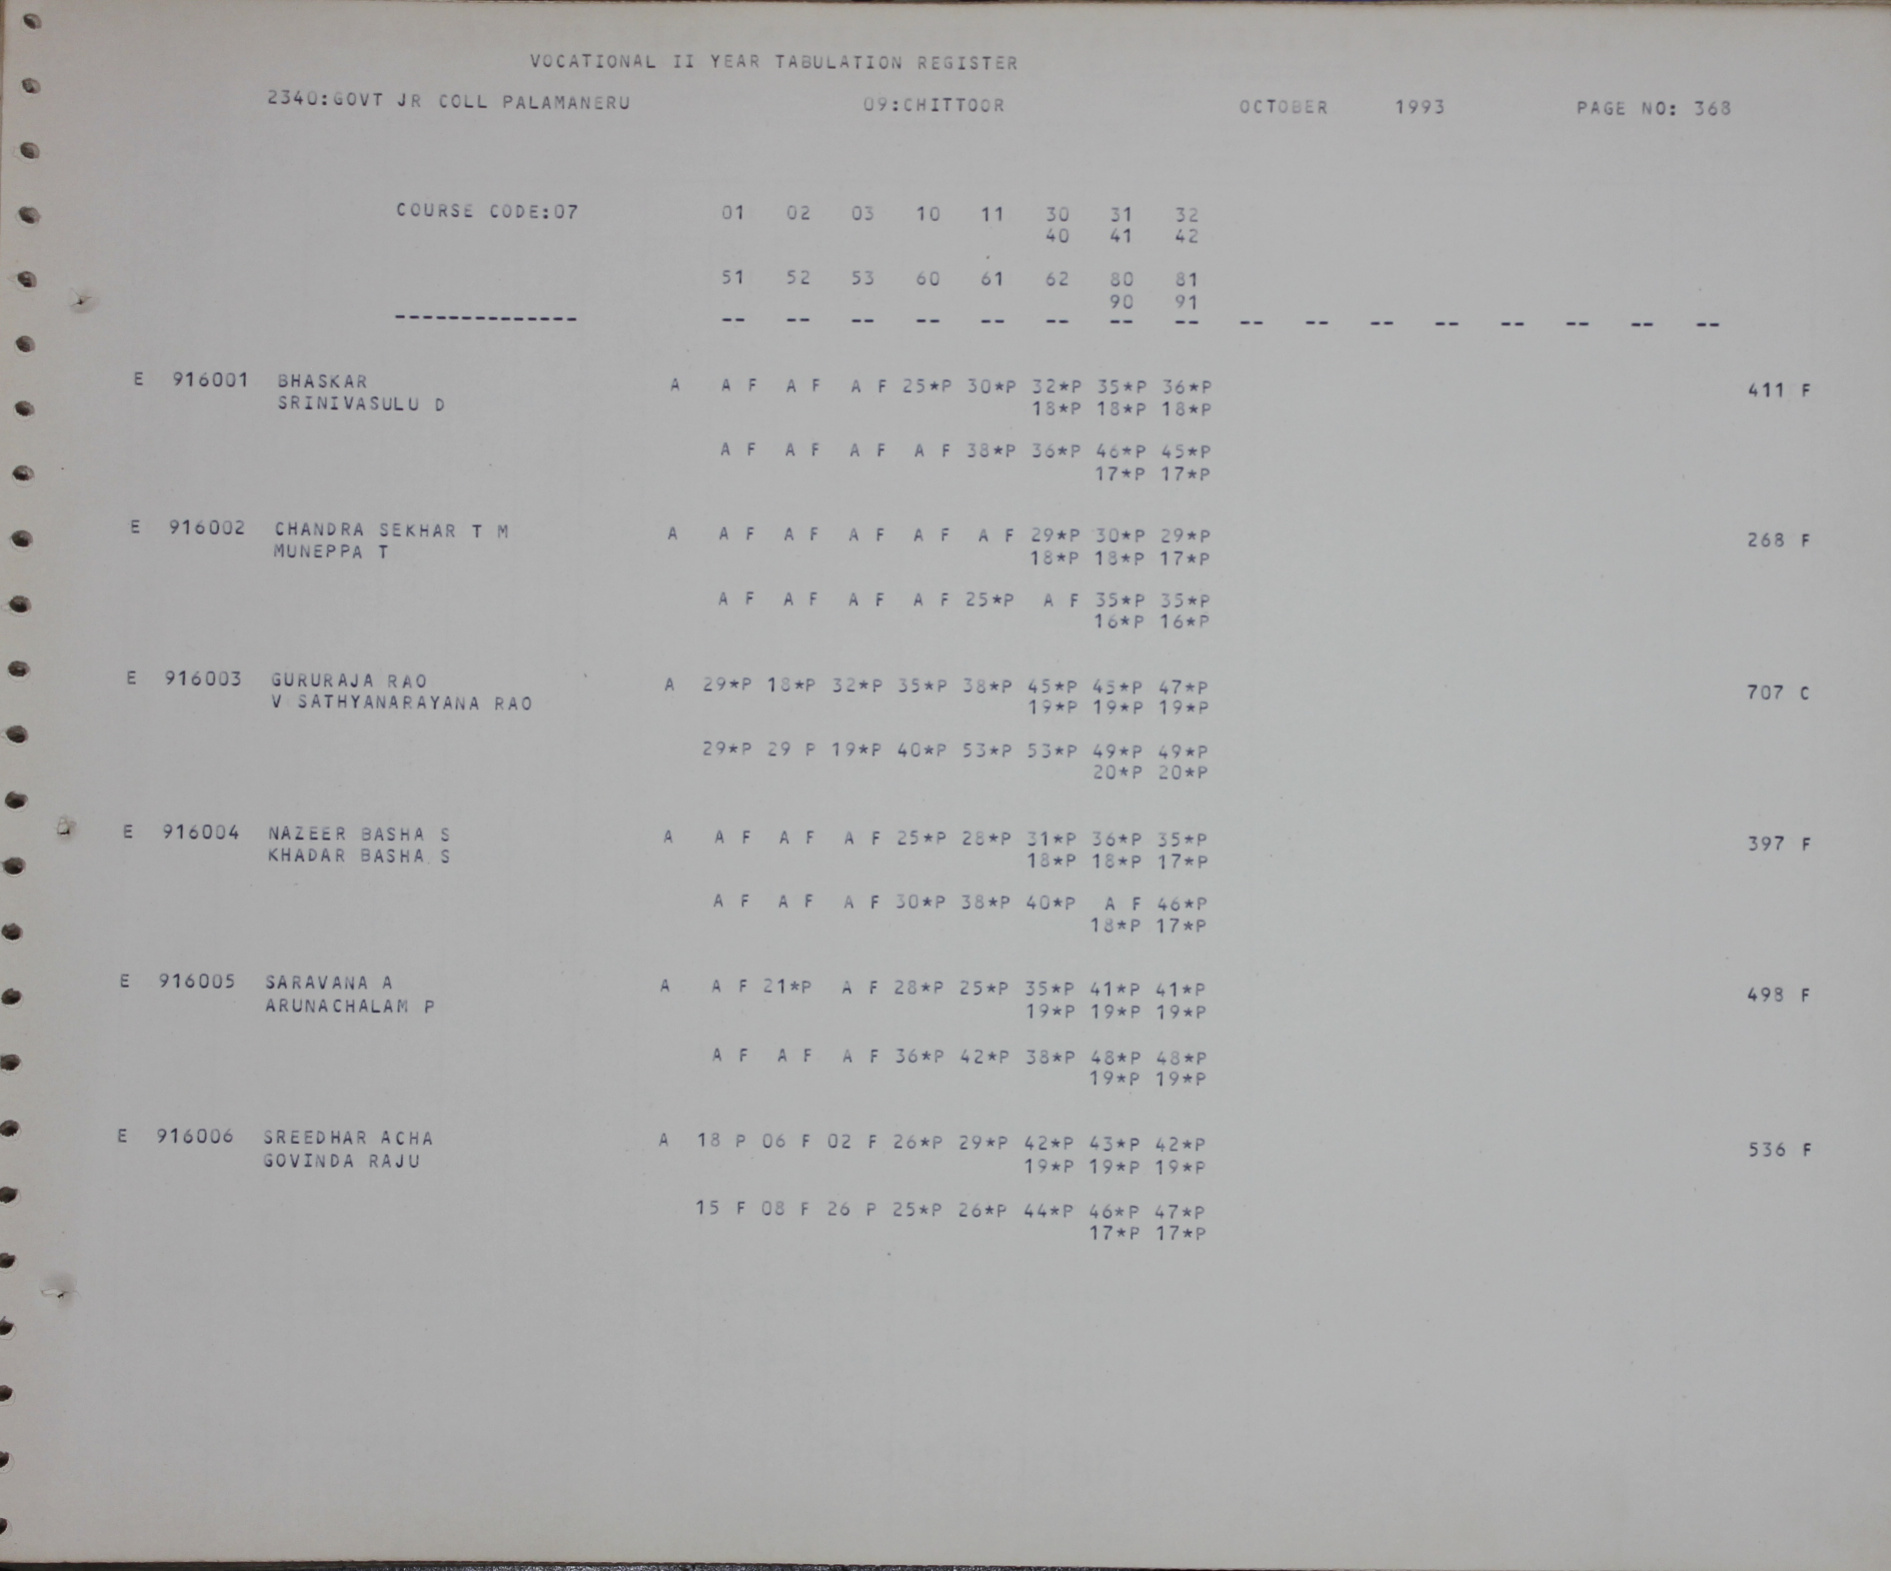 VOCATIONAL II YEAR TABULATION REGISTER
2340:GOVT JR COLL PALAMANERU 09:CHITTOOR OCTOBER 1993 PAGE NO: 368
COURSE CODE:07 01 02 03 10 11 30 31 32
40 41 42
51 52 53 60 61 62 80 81
90 91
-------------- -- -- -- -- -- -- -- -- -- -- -- -- -- -- -- --
E 916001 BHASKAR A A F A F A F 25*P 30*P 32*P 35*P 36*P 411 F
SRINIVASULU D 18*P 18*P 18*P
A F A F A F A F 38*P 36*P 46*P 45*P
17*P 17*P
E 916002 CHANDRA SEKHAR T M A A F A F A F A F A F 29*P 30*P 29*P 268 F
MUNEPPA T 18*P 18*P 17*P
A F A F A F A F 25*P A F 35*P 35*P
16*P 16*P
E 916003 GURURAJA RAO A 29*P 18*P 32*P 35*P 38*P 45*P 45*P 47*P 707 C
V SATHYANARAYANA RAO 19*P 19*P 19*P
29*P 29 P 19*P 40*P 53*P 53*P 49*P 49*P
20*P 20*P
E 916004 NAZEER BASHA S A A F A F A F 25*P 28*P 31*P 36*P 35*P 397 F
KHADAR BASHA S 18*P 18*P 17*P
A F A F A F 30*P 38*P 40*P A F 46*P
18*P 17*P
E 916005 SARAVANA A A A F 21*P A F 28*P 25*P 35*P 41*P 41*P 498 F
ARUNACHALAM P 19*P 19*P 19*P
A F A F A F 36*P 42*P 38*P 48*P 48*P
19*P 19*P
E 916006 SREEDHAR ACHA A 18 P 06 F 02 F 26*P 29*P 42*P 43*P 42*P 536 F
GOVINDA RAJU 19*P 19*P 19*P
15 F 08 F 26 P 25*P 26*P 44*P 46*P 47*P
17*P 17*P